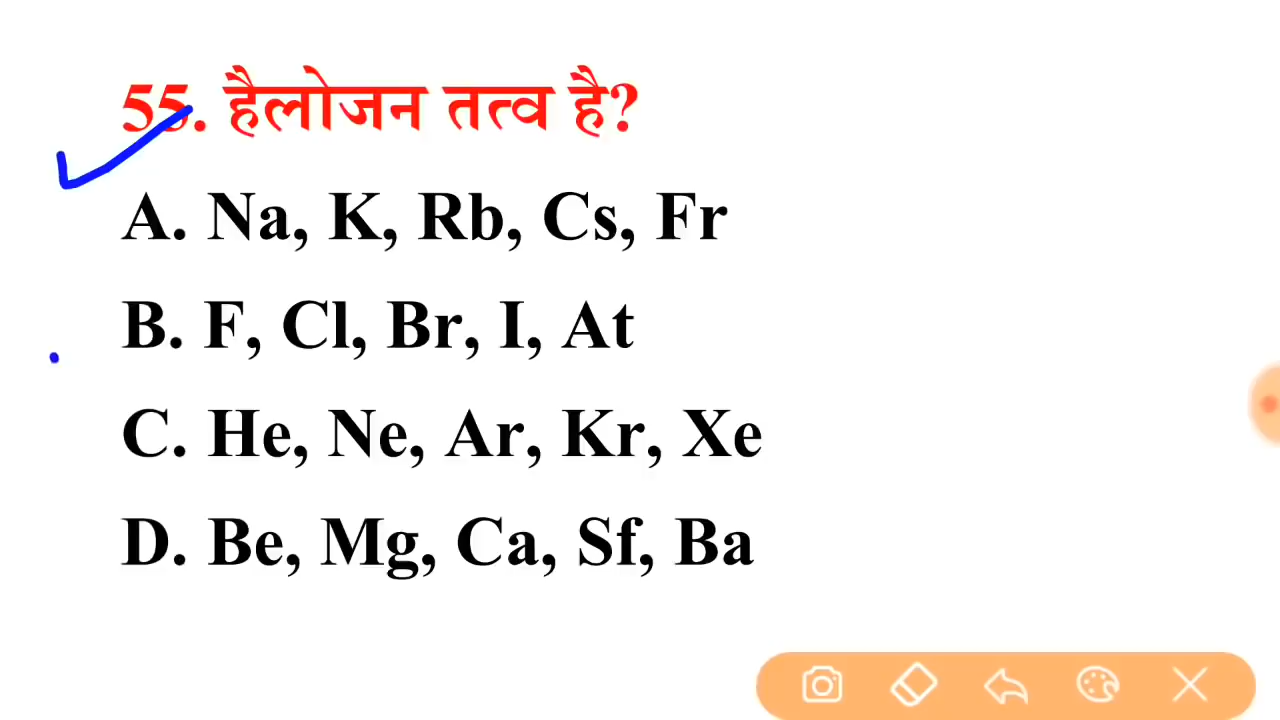 55. हैलोजन तत्व है?
A. Na, K, Rb, Cs, Fr
B. F, Cl, Br, I, At
C. He, Ne, Ar, Kr, Xe
D. Be, Mg, Ca, Sf, Ba